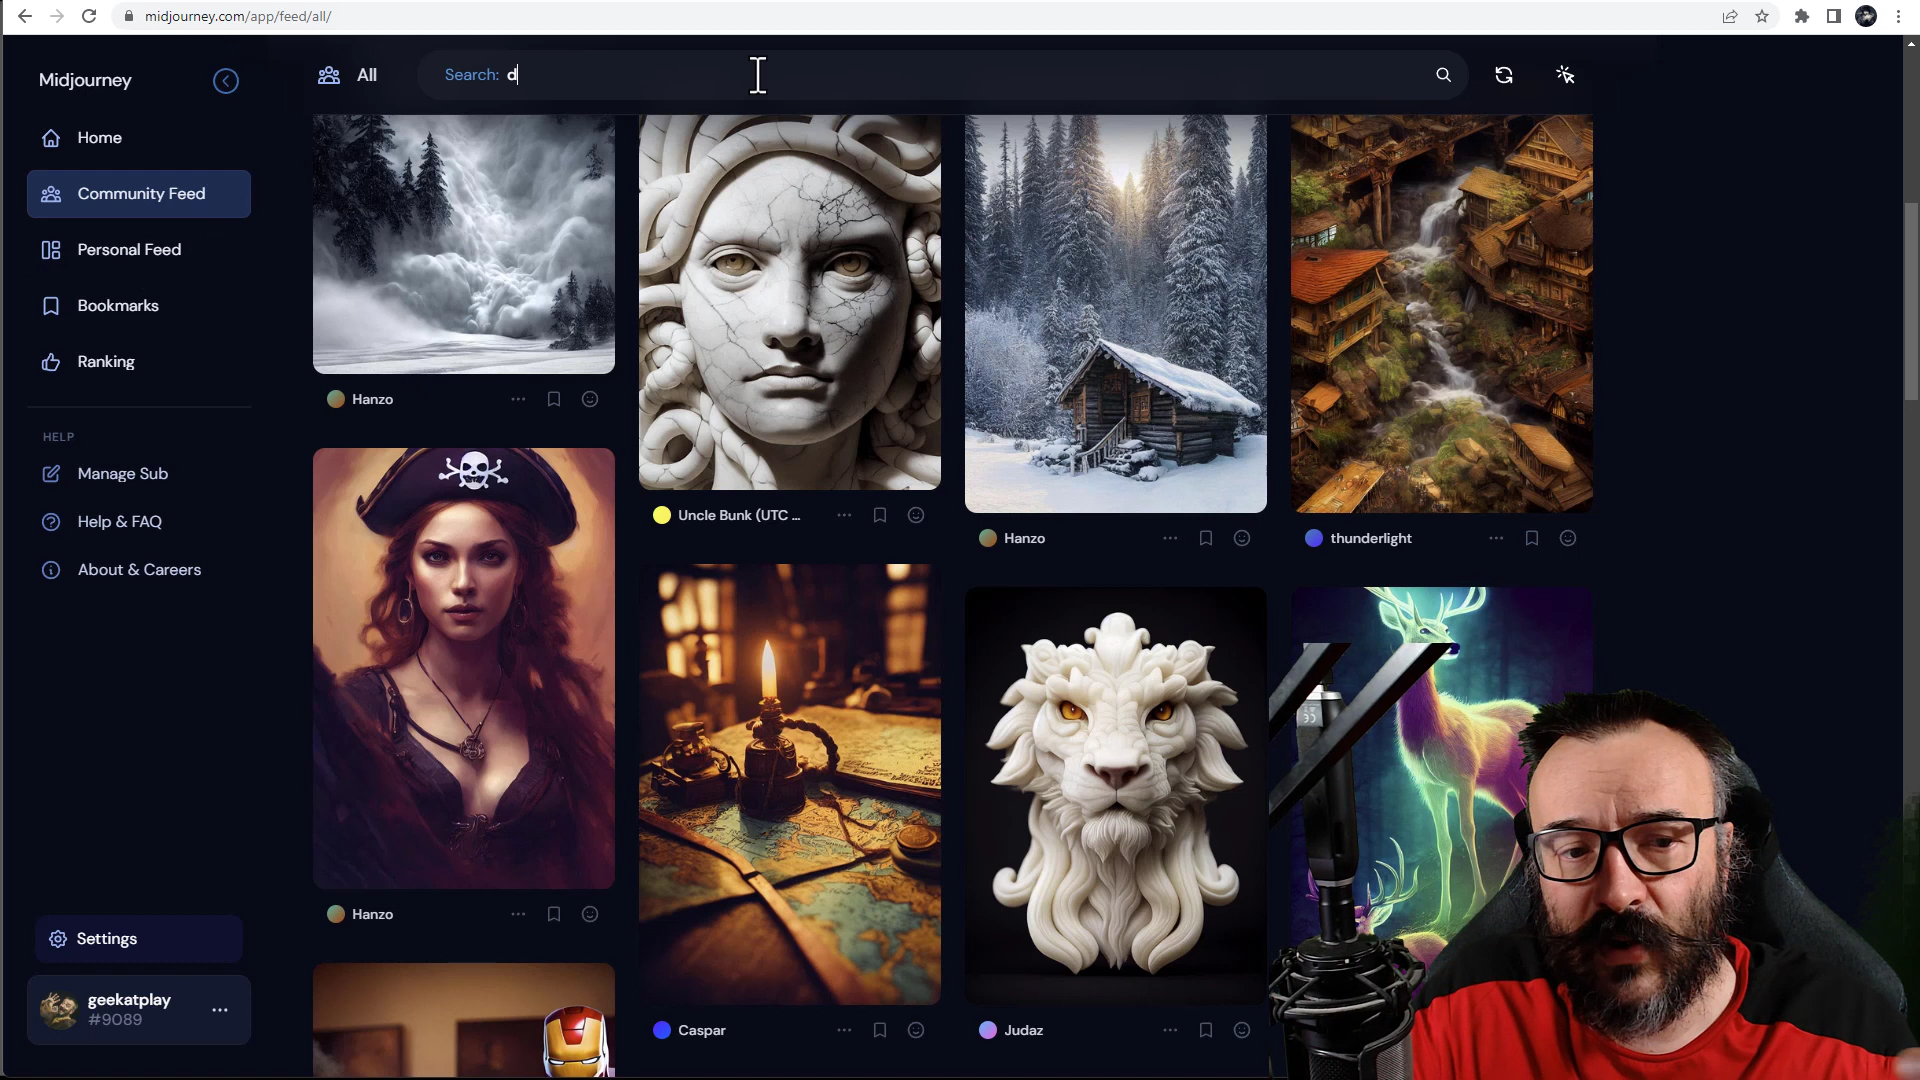 midjourney.com/app/feed/all/
Midjourney
All
Search: d
Home
Community Feed
Personal Feed
Bookmarks
Ranking
HELP
Manage Sub
Help & FAQ
About & Careers
Settings
geekatplay
#9089
Hanzo
Uncle Bunk (UTC ...
Hanzo
thunderlight
Hanzo
Caspar
Judaz